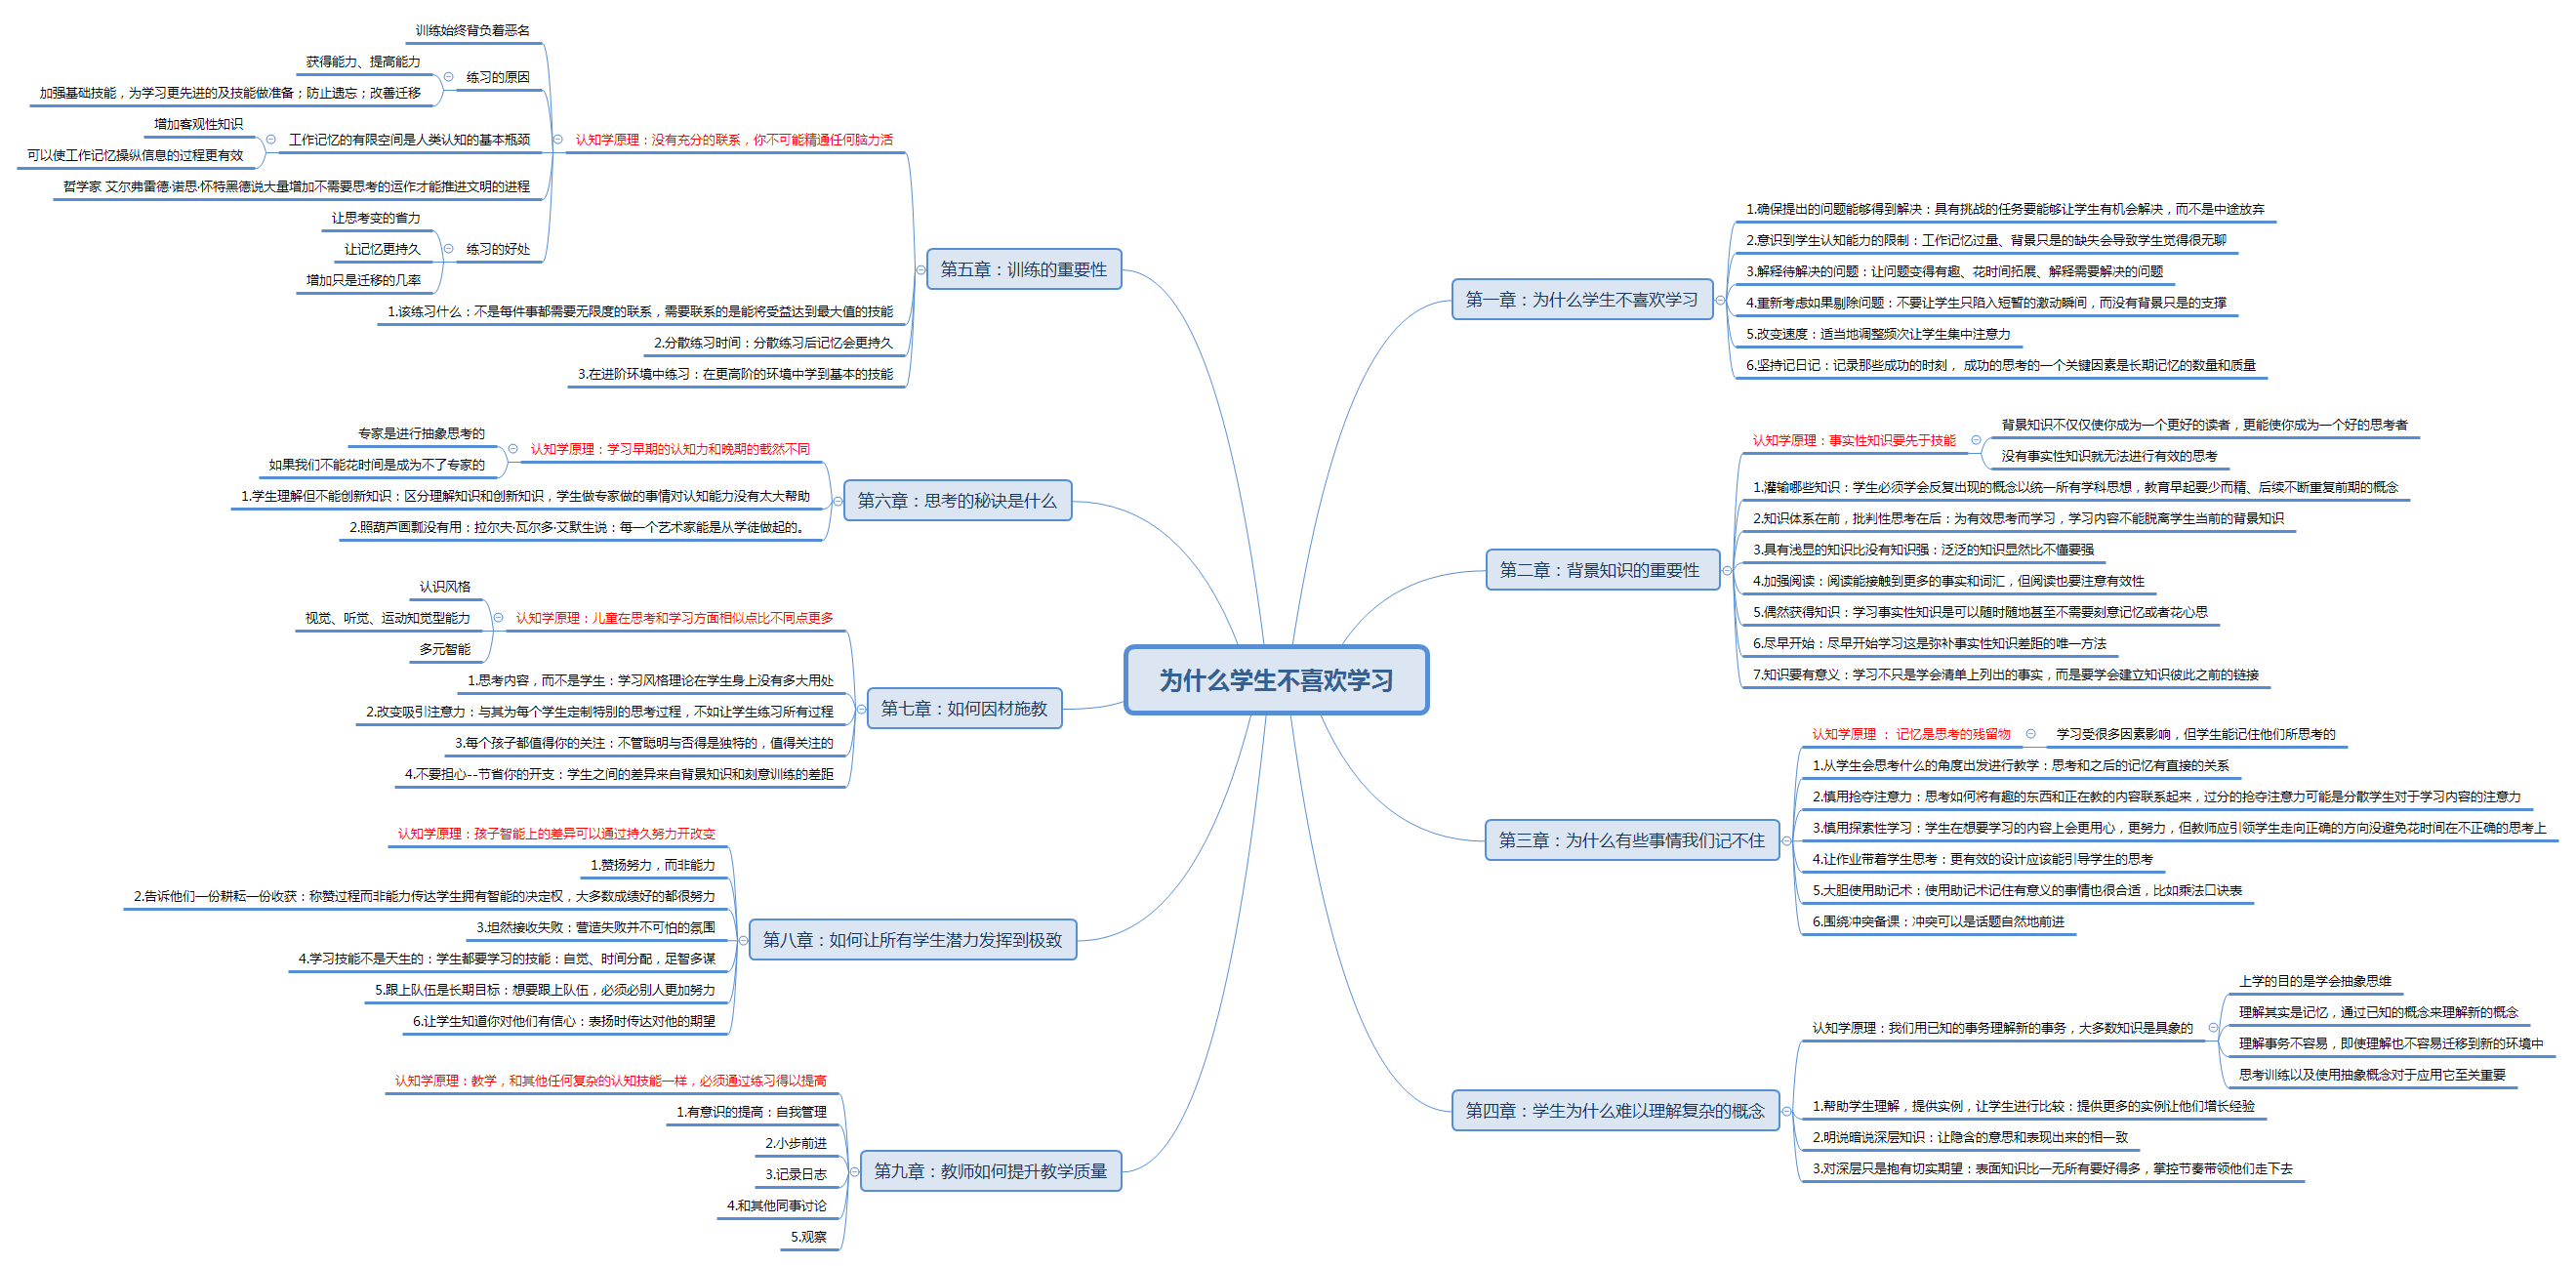 为什么学生不喜欢学习
第一章：为什么学生不喜欢学习
1.确保提出的问题能够得到解决：具有挑战的任务要能够让学生有机会解决，而不是中途放弃
2.意识到学生认知能力的限制：工作记忆过量、背景只是的缺失会导致学生觉得很无聊
3.解释待解决的问题：让问题变得有趣、花时间拓展、解释需要解决的问题
4.重新考虑如果剔除问题：不要让学生只陷入短暂的激动瞬间，而没有背景只是的支撑
5.改变速度：适当地调整频次让学生集中注意力
6.坚持记日记：记录那些成功的时刻， 成功的思考的一个关键因素是长期记忆的数量和质量
第二章：背景知识的重要性
认知学原理：事实性知识要先于技能
背景知识不仅仅使你成为一个更好的读者，更能使你成为一个好的思考者
没有事实性知识就无法进行有效的思考
1.灌输哪些知识：学生必须学会反复出现的概念以统一所有学科思想，教育早起要少而精、后续不断重复前期的概念
2.知识体系在前，批判性思考在后：为有效思考而学习，学习内容不能脱离学生当前的背景知识
3.具有浅显的知识比没有知识强：泛泛的知识显然比不懂要强
4.加强阅读：阅读能接触到更多的事实和词汇，但阅读也要注意有效性
5.偶然获得知识：学习事实性知识是可以随时随地甚至不需要刻意记忆或者花心思
6.尽早开始：尽早开始学习这是弥补事实性知识差距的唯一方法
7.知识要有意义：学习不只是学会清单上列出的事实，而是要学会建立知识彼此之前的链接
第三章：为什么有些事情我们记不住
认知学原理 ： 记忆是思考的残留物
学习受很多因素影响，但学生能记住他们所思考的
1.从学生会思考什么的角度出发进行教学：思考和之后的记忆有直接的关系
2.慎用抢夺注意力：思考如何将有趣的东西和正在教的内容联系起来，过分的抢夺注意力可能是分散学生对于学习内容的注意力
3.慎用探索性学习：学生在想要学习的内容上会更用心，更努力，但教师应引领学生走向正确的方向没避免花时间在不正确的思考上
4.让作业带着学生思考：更有效的设计应该能引导学生的思考
5.大胆使用助记术：使用助记术记住有意义的事情也很合适，比如乘法口诀表
6.围绕冲突备课：冲突可以是话题自然地前进
第四章：学生为什么难以理解复杂的概念
认知学原理：我们用已知的事务理解新的事务，大多数知识是具象的
上学的目的是学会抽象思维
理解其实是记忆，通过已知的概念来理解新的概念
理解事务不容易，即使理解也不容易迁移到新的环境中
思考训练以及使用抽象概念对于应用它至关重要
1.帮助学生理解，提供实例，让学生进行比较：提供更多的实例让他们增长经验
2.明说暗说深层知识：让隐含的意思和表现出来的相一致
3.对深层只是抱有切实期望：表面知识比一无所有要好得多，掌控节奏带领他们走下去
第五章：训练的重要性
认知学原理：没有充分的联系，你不可能精通任何脑力活
训练始终背负着恶名
练习的原因
获得能力、提高能力
加强基础技能，为学习更先进的及技能做准备；防止遗忘；改善迁移
工作记忆的有限空间是人类认知的基本瓶颈
增加客观性知识
可以使工作记忆操纵信息的过程更有效
哲学家 艾尔弗雷德·诺思·怀特黑德说大量增加不需要思考的运作才能推进文明的进程
练习的好处
让思考变的省力
让记忆更持久
增加只是迁移的几率
1.该练习什么：不是每件事都需要无限度的联系，需要联系的是能将受益达到最大值的技能
2.分散练习时间：分散练习后记忆会更持久
3.在进阶环境中练习：在更高阶的环境中学到基本的技能
第六章：思考的秘诀是什么
认知学原理：学习早期的认知力和晚期的截然不同
专家是进行抽象思考的
如果我们不能花时间是成为不了专家的
1.学生理解但不能创新知识：区分理解知识和创新知识，学生做专家做的事情对认知能力没有太大帮助
2.照葫芦画瓢没有用：拉尔夫·瓦尔多·艾默生说：每一个艺术家能是从学徒做起的。
第七章：如何因材施教
认知学原理：儿童在思考和学习方面相似点比不同点更多
认识风格
视觉、听觉、运动知觉型能力
多元智能
1.思考内容，而不是学生：学习风格理论在学生身上没有多大用处
2.改变吸引注意力：与其为每个学生定制特别的思考过程，不如让学生练习所有过程
3.每个孩子都值得你的关注：不管聪明与否得是独特的，值得关注的
4.不要担心--节省你的开支：学生之间的差异来自背景知识和刻意训练的差距
第八章：如何让所有学生潜力发挥到极致
认知学原理：孩子智能上的差异可以通过持久努力开改变
1.赞扬努力，而非能力
2.告诉他们一份耕耘一份收获：称赞过程而非能力传达学生拥有智能的决定权，大多数成绩好的都很努力
3.坦然接收失败：营造失败并不可怕的氛围
4.学习技能不是天生的：学生都要学习的技能：自觉、时间分配，足智多谋
5.跟上队伍是长期目标：想要跟上队伍，必须必别人更加努力
6.让学生知道你对他们有信心：表扬时传达对他的期望
第九章：教师如何提升教学质量
认知学原理：教学，和其他任何复杂的认知技能一样，必须通过练习得以提高
1.有意识的提高：自我管理
2.小步前进
3.记录日志
4.和其他同事讨论
5.观察